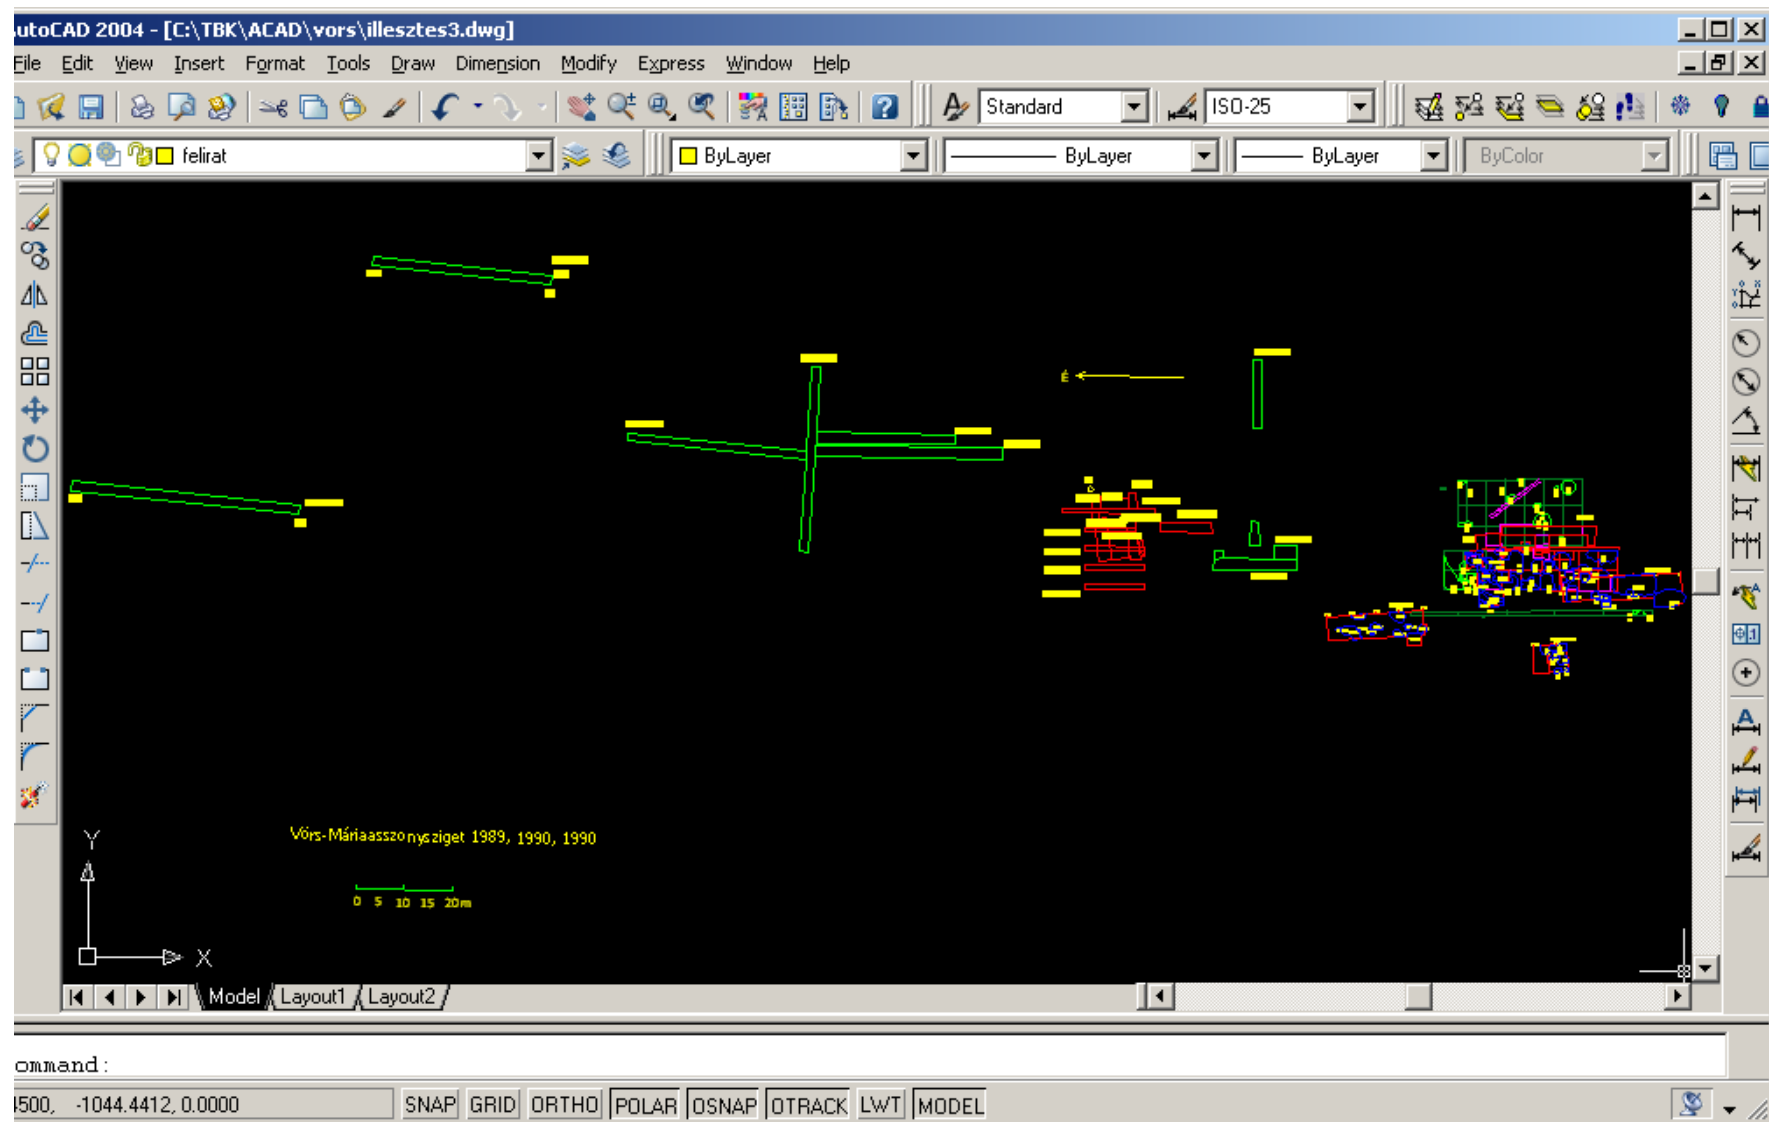 utoCAD 2004 - [C:\TBK\ACAD\vors\illesztes3.dwg]
File Edit View Insert Format Tools Draw Dimension Modify Express Window Help
Standard ISO-25
felirat ByLayer ByLayer ByLayer ByColor
É
Vörs-Máriaasszonysziget 1989, 1990, 1990
0 5 10 15 20m
Y
X
Model Layout1 Layout2
ommand:
500, -1044.4412, 0.0000 SNAP GRID ORTHO POLAR OSNAP OTRACK LWT MODEL